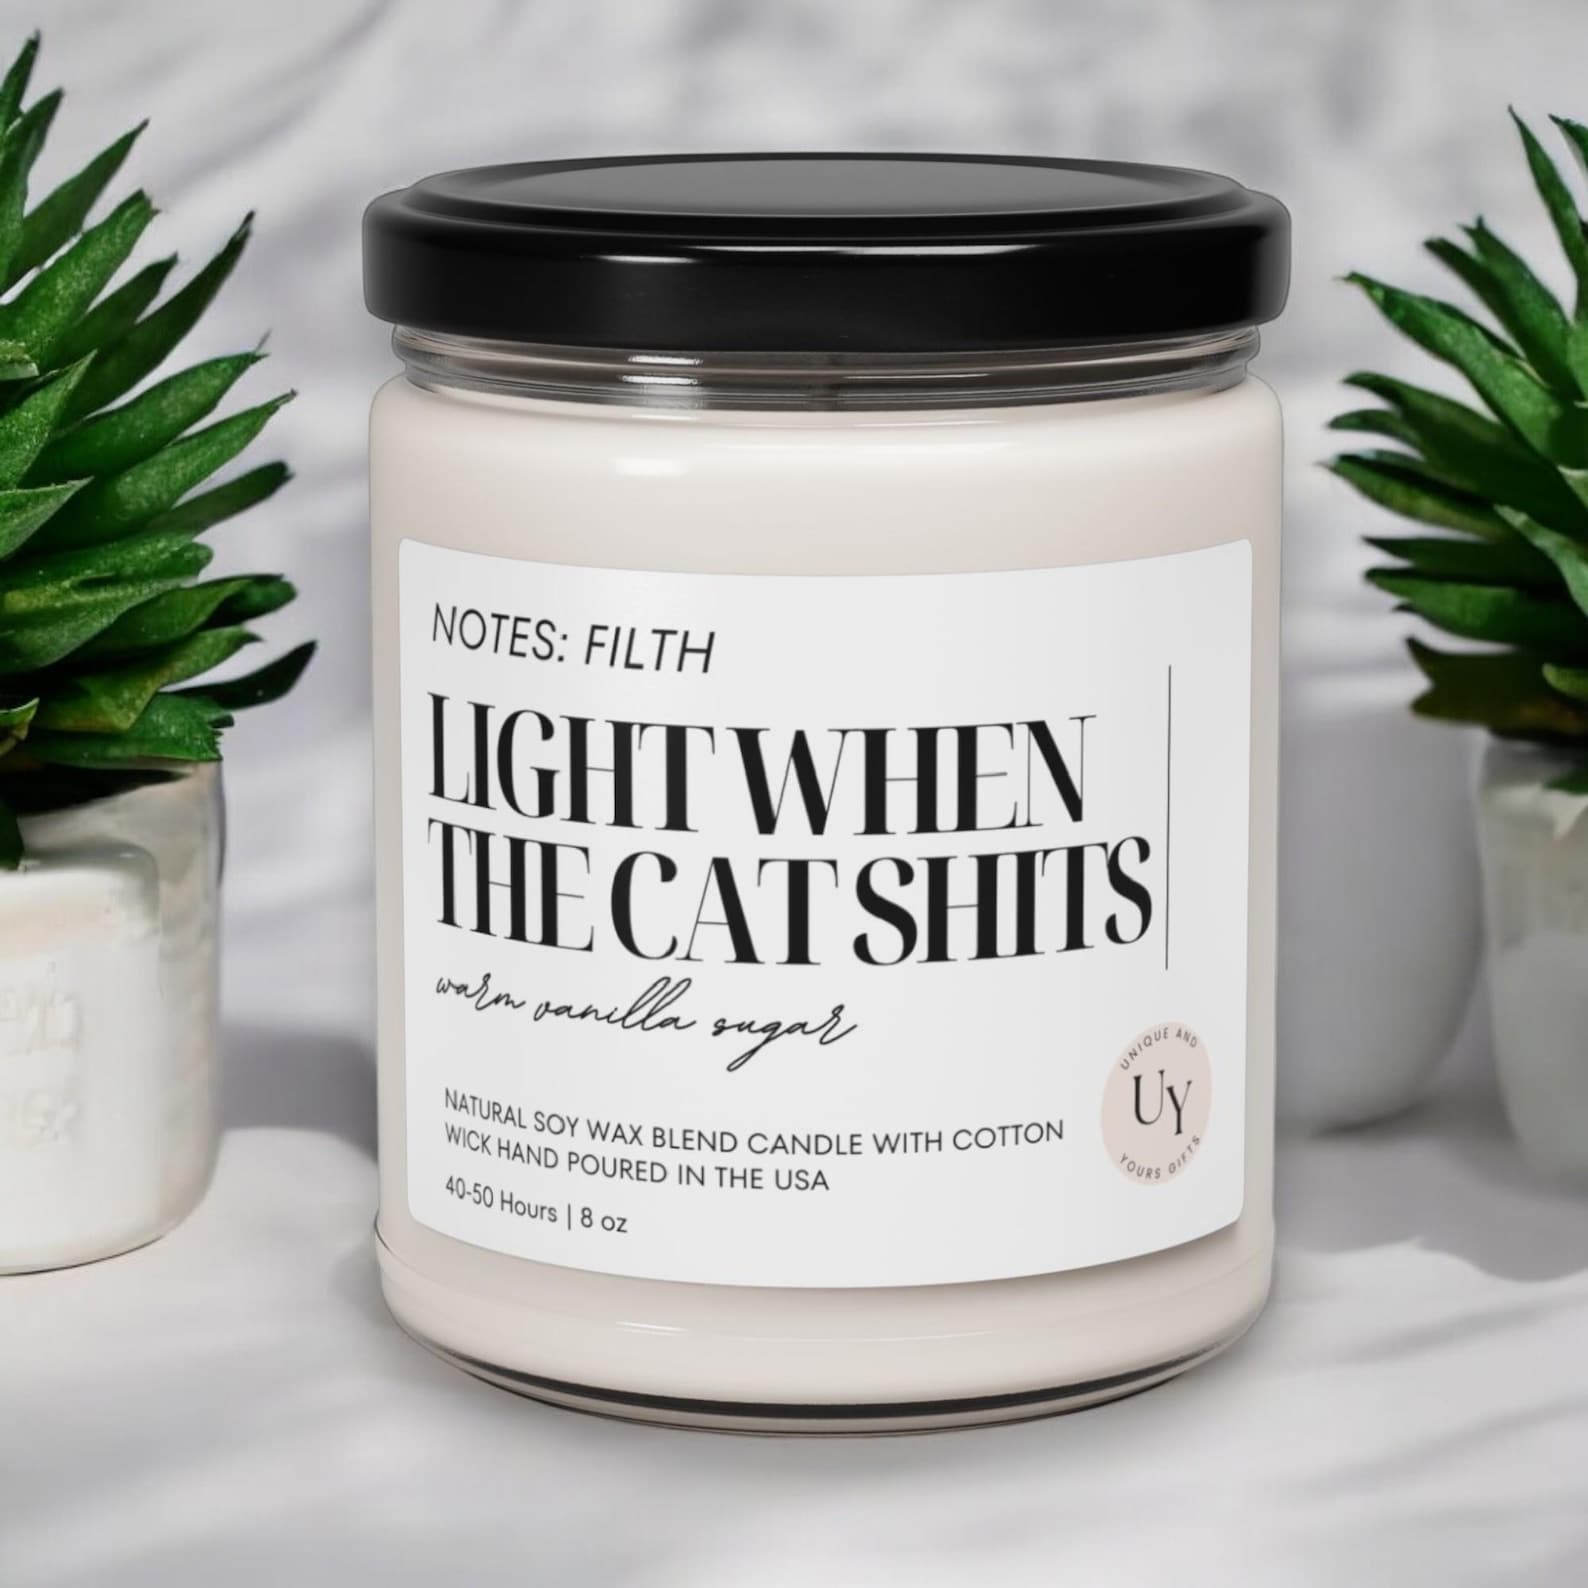 NOTES: FILTH
LIGHT WHEN
THE CAT SHITS
warm vanilla sugar
NATURAL SOY WAX BLEND CANDLE WITH COTTON
WICK HAND POURED IN THE USA
40-50 Hours | 8 oz
UNIQUE AND
UY
YOURS GIFTS